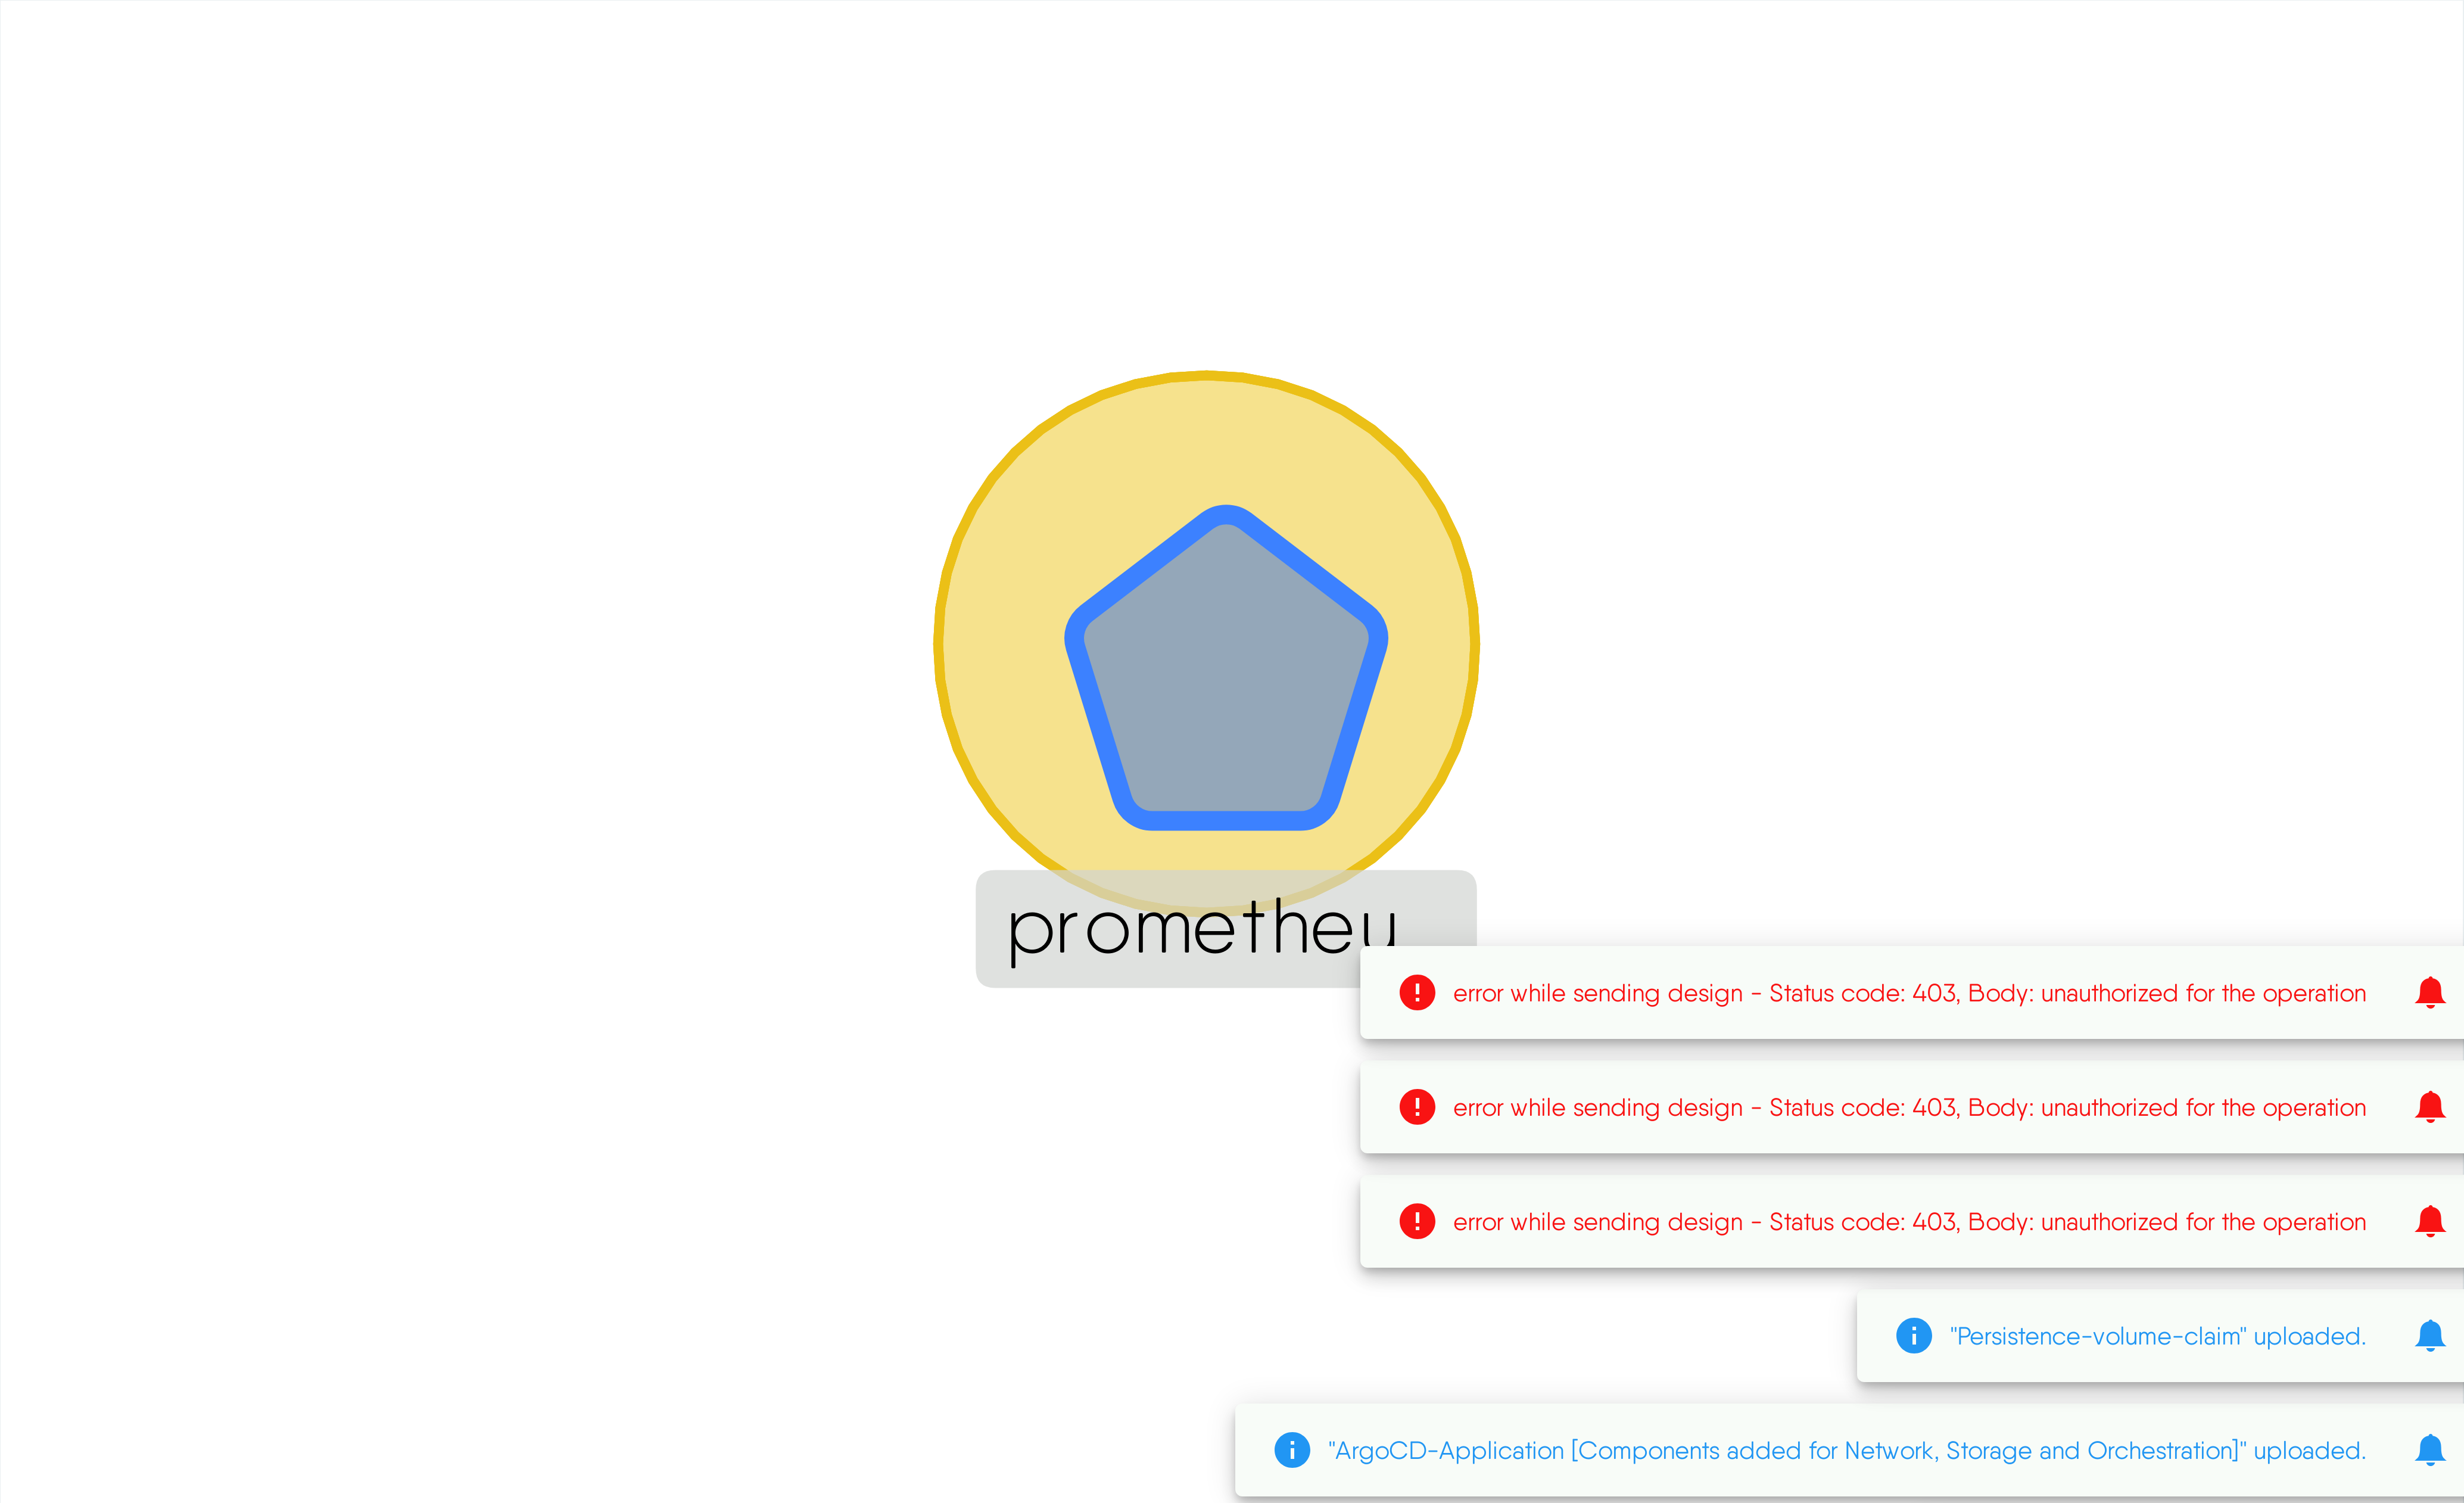 prometheu
error while sending design - Status code: 403, Body: unauthorized for the operation
error while sending design - Status code: 403, Body: unauthorized for the operation
error while sending design - Status code: 403, Body: unauthorized for the operation
"Persistence-volume-claim" uploaded.
"ArgoCD-Application [Components added for Network, Storage and Orchestration]" uploaded.